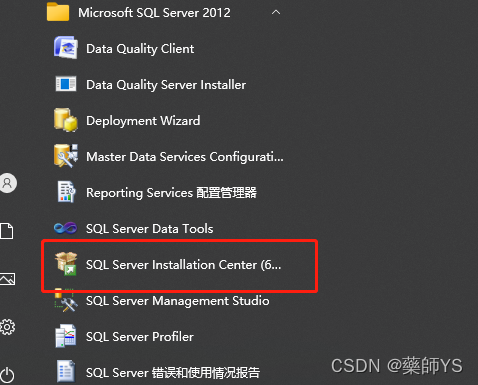 Microsoft SQL Server 2012
Data Quality Client
Data Quality Server Installer
Deployment Wizard
Master Data Services Configurati...
Reporting Services 配置管理器
SQL Server Data Tools
SQL Server Installation Center (6...
SQL Server Management Studio
SQL Server Profiler
SQL Server 错误和使用情况报告
CSDN @藥師YS